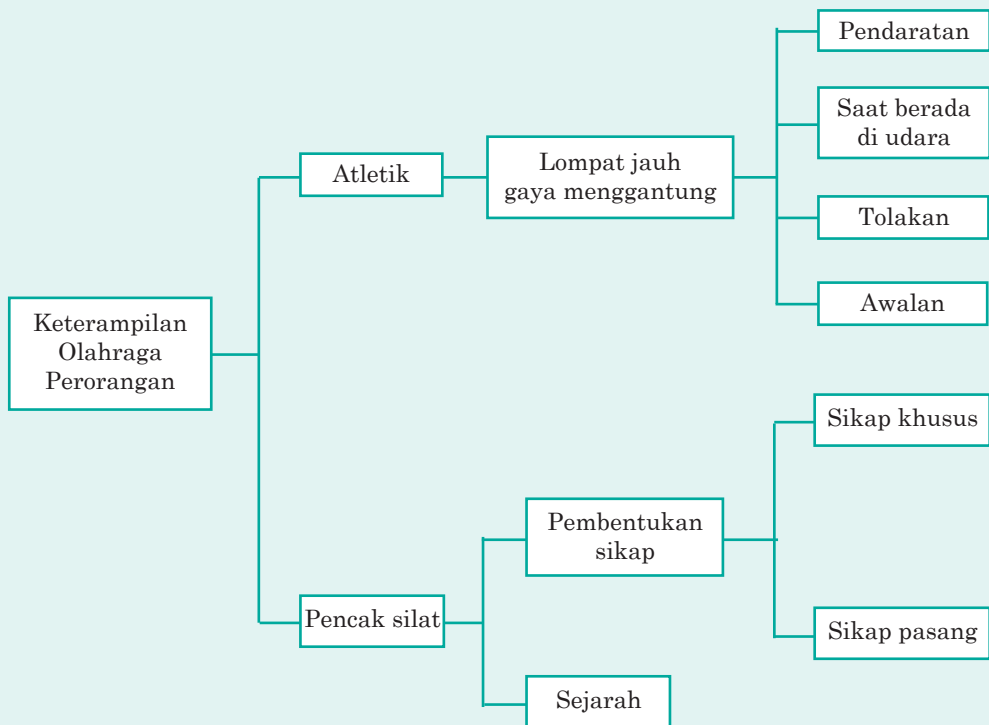 Keterampilan
Olahraga
Perorangan
Atletik
Lompat jauh
gaya menggantung
Pendaratan
Saat berada
di udara
Tolakan
Awalan
Pencak silat
Pembentukan
sikap
Sikap khusus
Sikap pasang
Sejarah